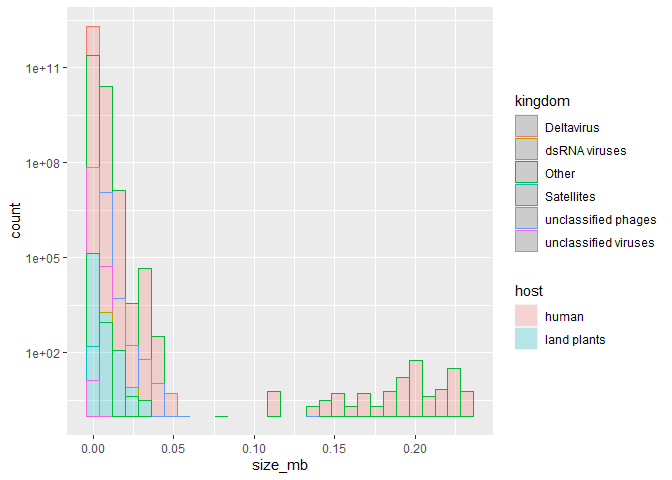 1e+11
1e+08
1e+05
1e+02
count
0.00 0.05 0.10 0.15 0.20
size_mb
kingdom
Deltavirus
dsRNA viruses
Other
Satellites
unclassified phages
unclassified viruses
host
human
land plants